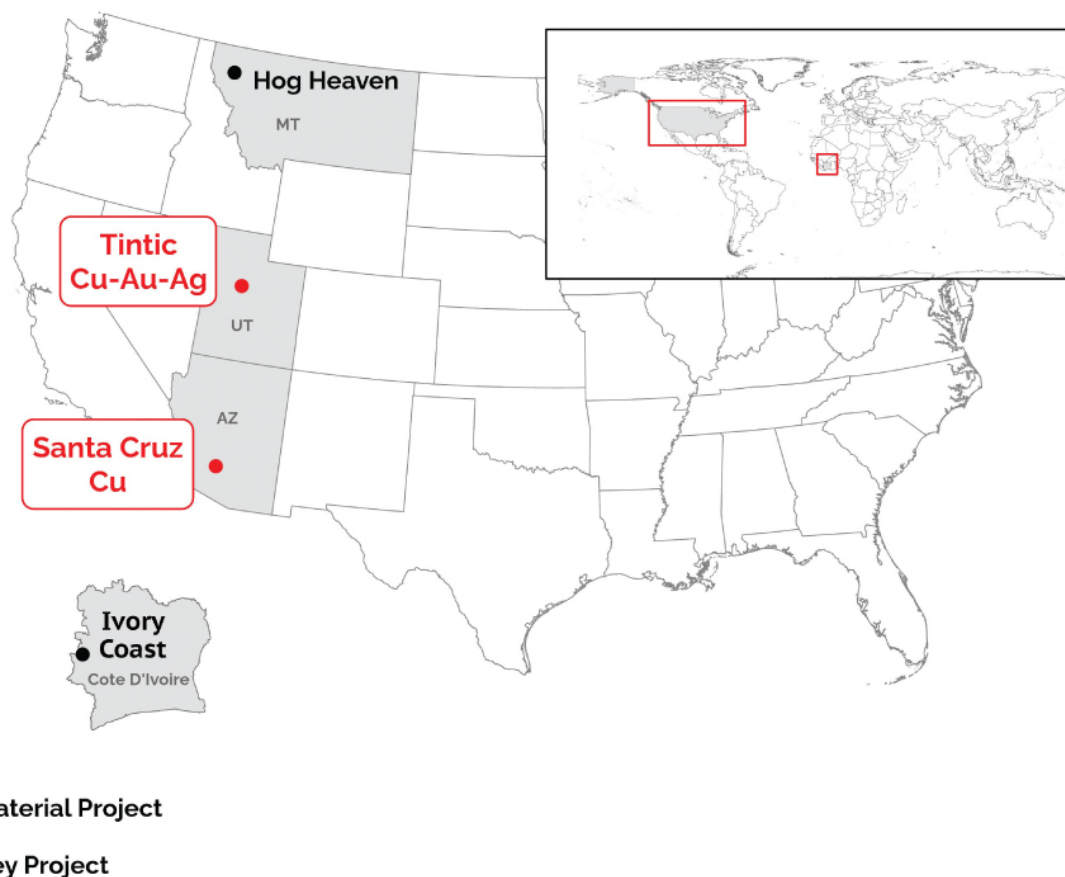 Hog Heaven
MT
Tintic
Cu-Au-Ag
UT
AZ
Santa Cruz
Cu
Ivory
Coast
Cote D'Ivoire
aterial Project
ey Project